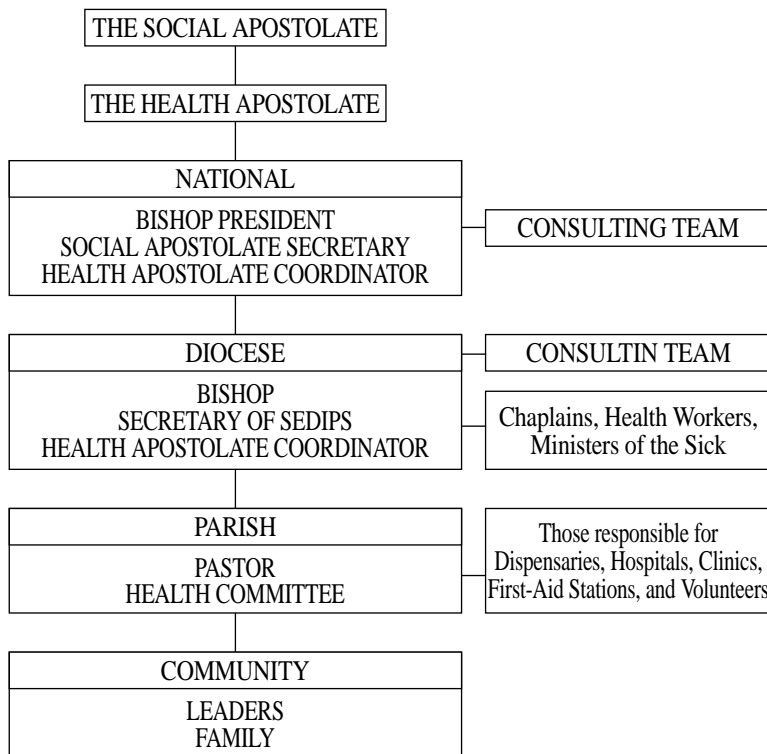 THE SOCIAL APOSTOLATE
THE HEALTH APOSTOLATE
NATIONAL
BISHOP PRESIDENT
SOCIAL APOSTOLATE SECRETARY
HEALTH APOSTOLATE COORDINATOR
CONSULTING TEAM
DIOCESE
CONSULTIN TEAM
BISHOP
SECRETARY OF SEDIPS
HEALTH APOSTOLATE COORDINATOR
Chaplains, Health Workers,
Ministers of the Sick
PARISH
PASTOR
HEALTH COMMITTEE
Those responsible for
Dispensaries, Hospitals, Clinics,
First-Aid Stations, and Volunteers
COMMUNITY
LEADERS
FAMILY